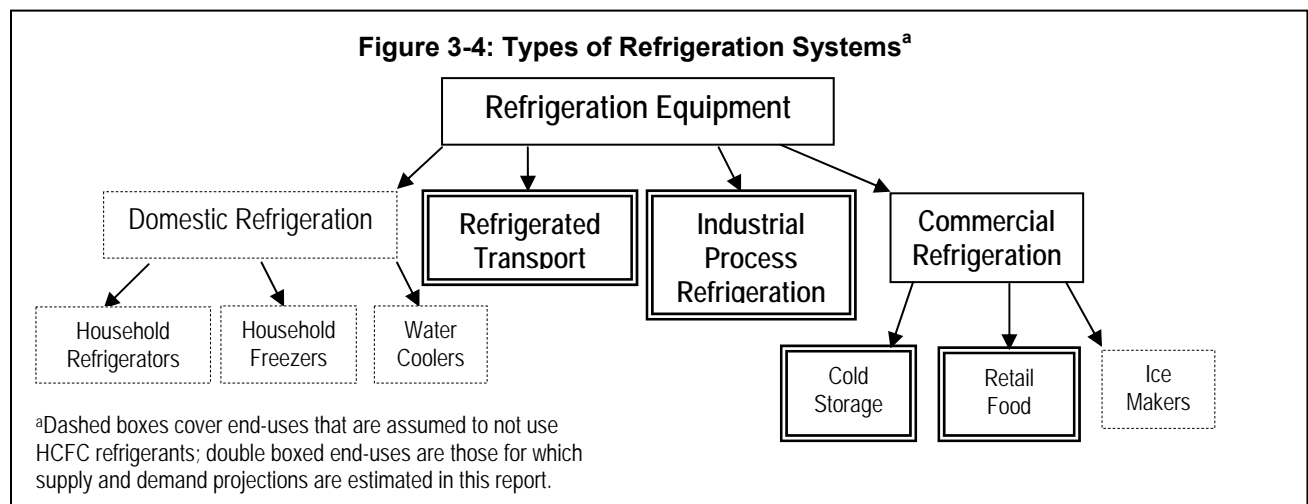 Figure 3-4: Types of Refrigeration Systemsᵃ
Refrigeration Equipment
Domestic Refrigeration
Refrigerated
Transport
Industrial
Process
Refrigeration
Commercial
Refrigeration
Household
Refrigerators
Household
Freezers
Water
Coolers
Cold
Storage
Retail
Food
Ice
Makers
ᵃDashed boxes cover end-uses that are assumed to not use
HCFC refrigerants; double boxed end-uses are those for which
supply and demand projections are estimated in this report.